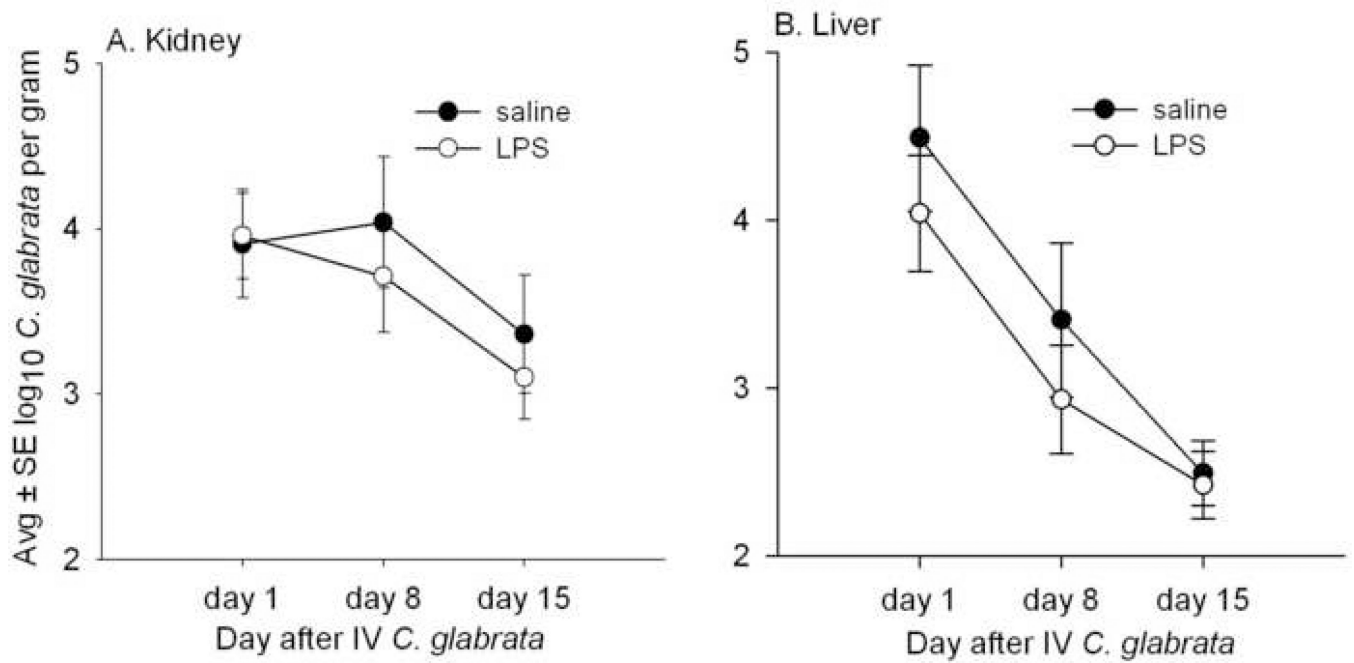 A. Kidney
Avg ± SE log10 C. glabrata per gram
5
4
3
2
saline
LPS
day 1 day 8 day 15
Day after IV C. glabrata
B. Liver
5
4
3
2
saline
LPS
day 1 day 8 day 15
Day after IV C. glabrata